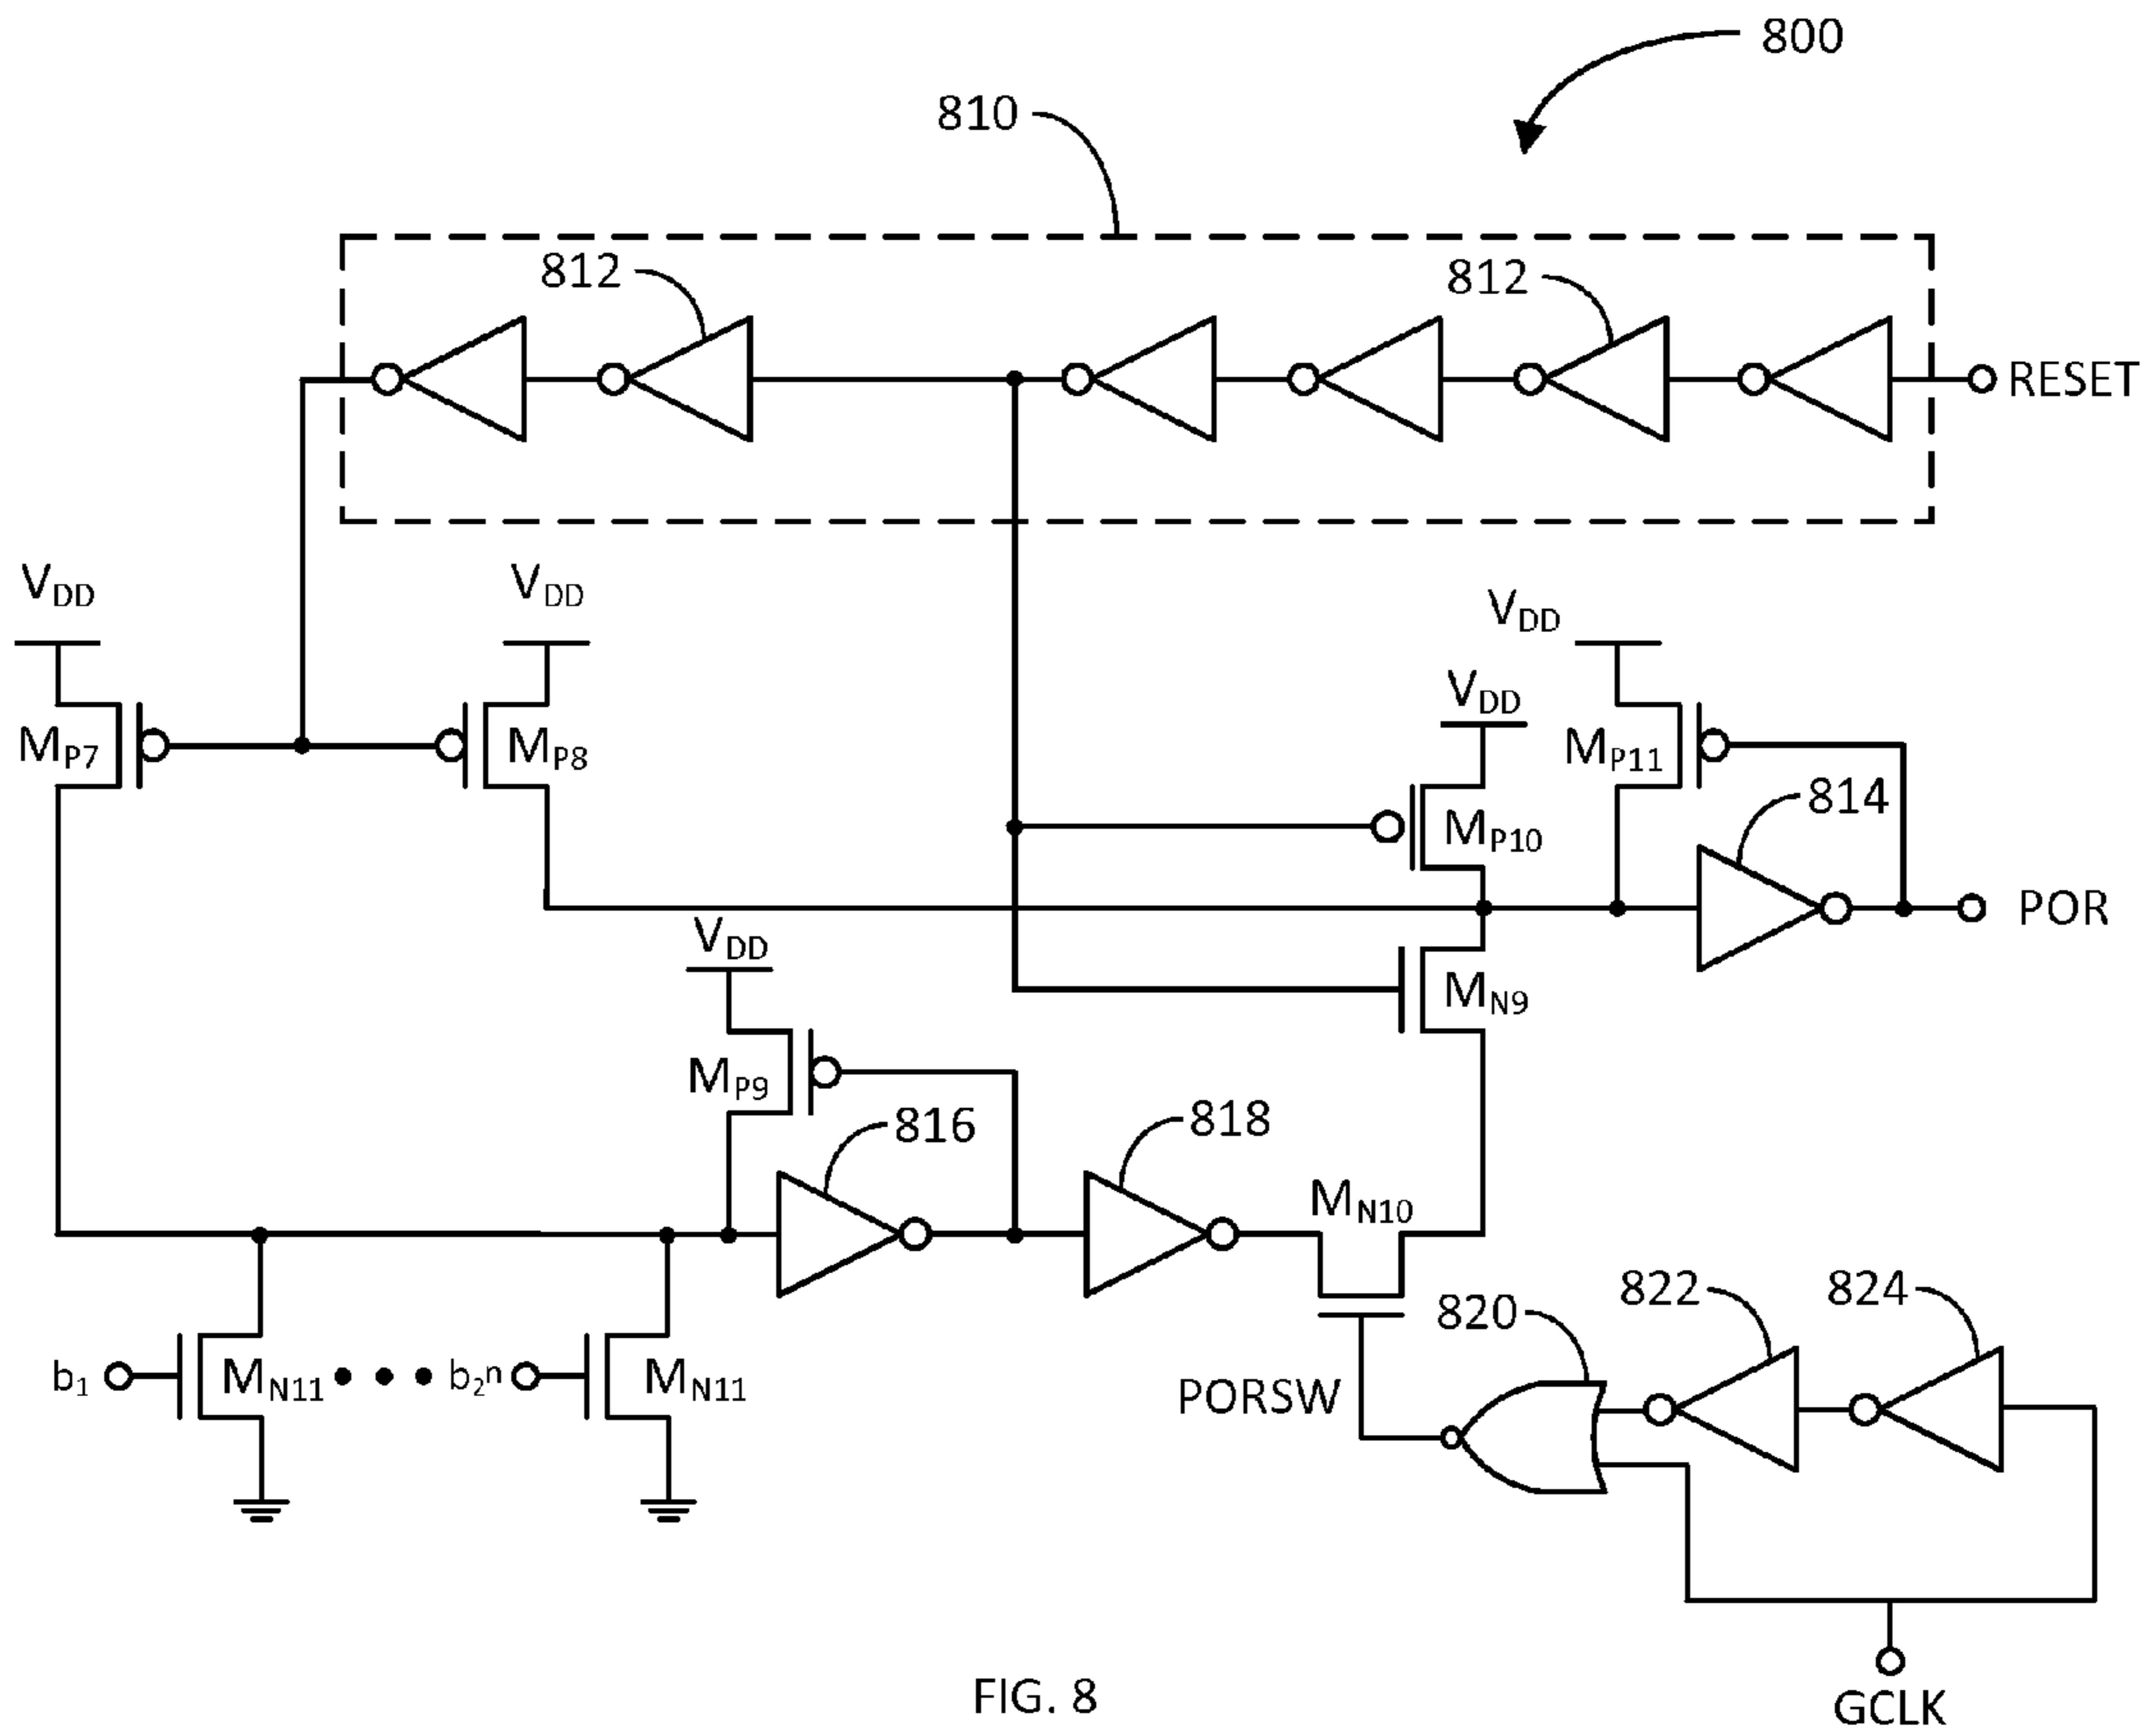 800
810
812
812
RESET
VDD
VDD
VDD
VDD
MP7
MP8
MP10
MP11
814
POR
VDD
MN9
MP9
816
818
MN10
820
822
824
b1
MN11
b2n
MN11
PORSW
GCLK
FIG. 8